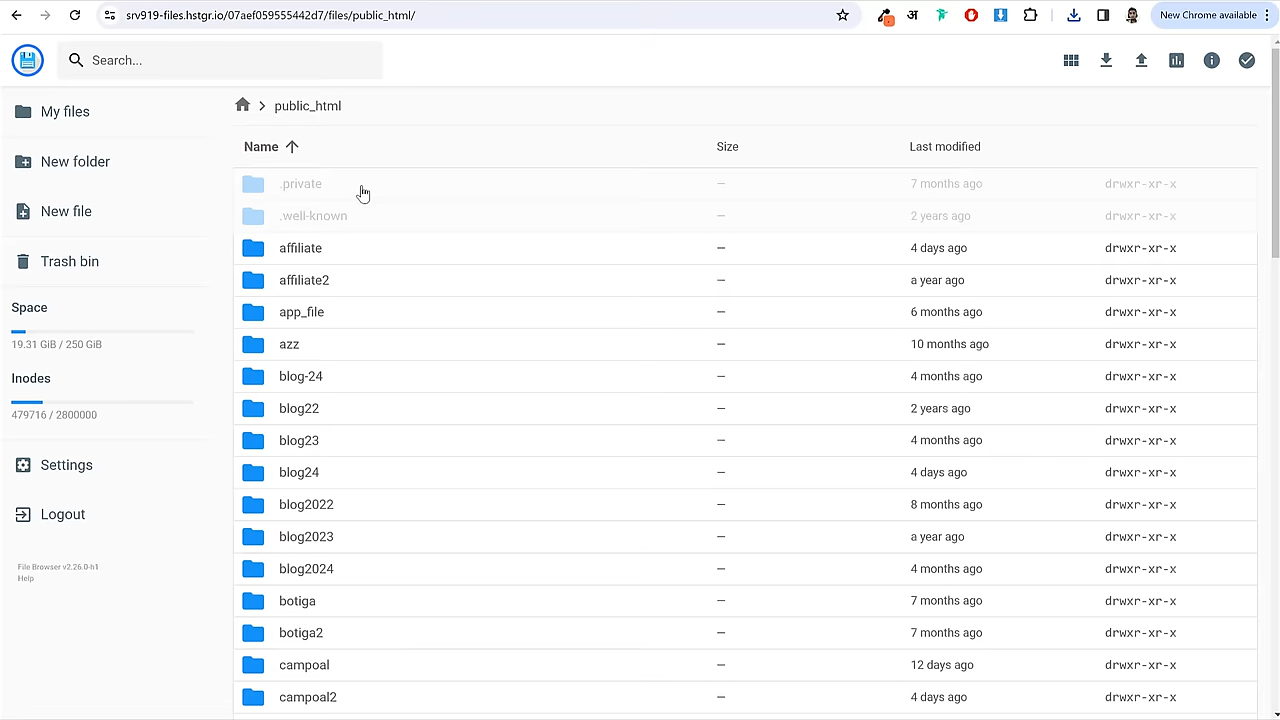 srv919-files.hstgr.io/07aef059555442d7/files/public_html/
अ
New Chrome available
Search...
My files
New folder
New file
Trash bin
Space
19.31 GiB / 250 GiB
Inodes
479716 / 2800000
Settings
Logout
File Browser v2.26.0-h1
Help
public_html
Name Size Last modified
.private — 7 months ago drwxr-xr-x
.well-known — 2 years ago drwxr-xr-x
affiliate — 4 days ago drwxr-xr-x
affiliate2 — a year ago drwxr-xr-x
app_file — 6 months ago drwxr-xr-x
azz — 10 months ago drwxr-xr-x
blog-24 — 4 months ago drwxr-xr-x
blog22 — 2 years ago drwxr-xr-x
blog23 — 4 months ago drwxr-xr-x
blog24 — 4 days ago drwxr-xr-x
blog2022 — 8 months ago drwxr-xr-x
blog2023 — a year ago drwxr-xr-x
blog2024 — 4 months ago drwxr-xr-x
botiga — 7 months ago drwxr-xr-x
botiga2 — 7 months ago drwxr-xr-x
campoal — 12 days ago drwxr-xr-x
campoal2 — 4 days ago drwxr-xr-x